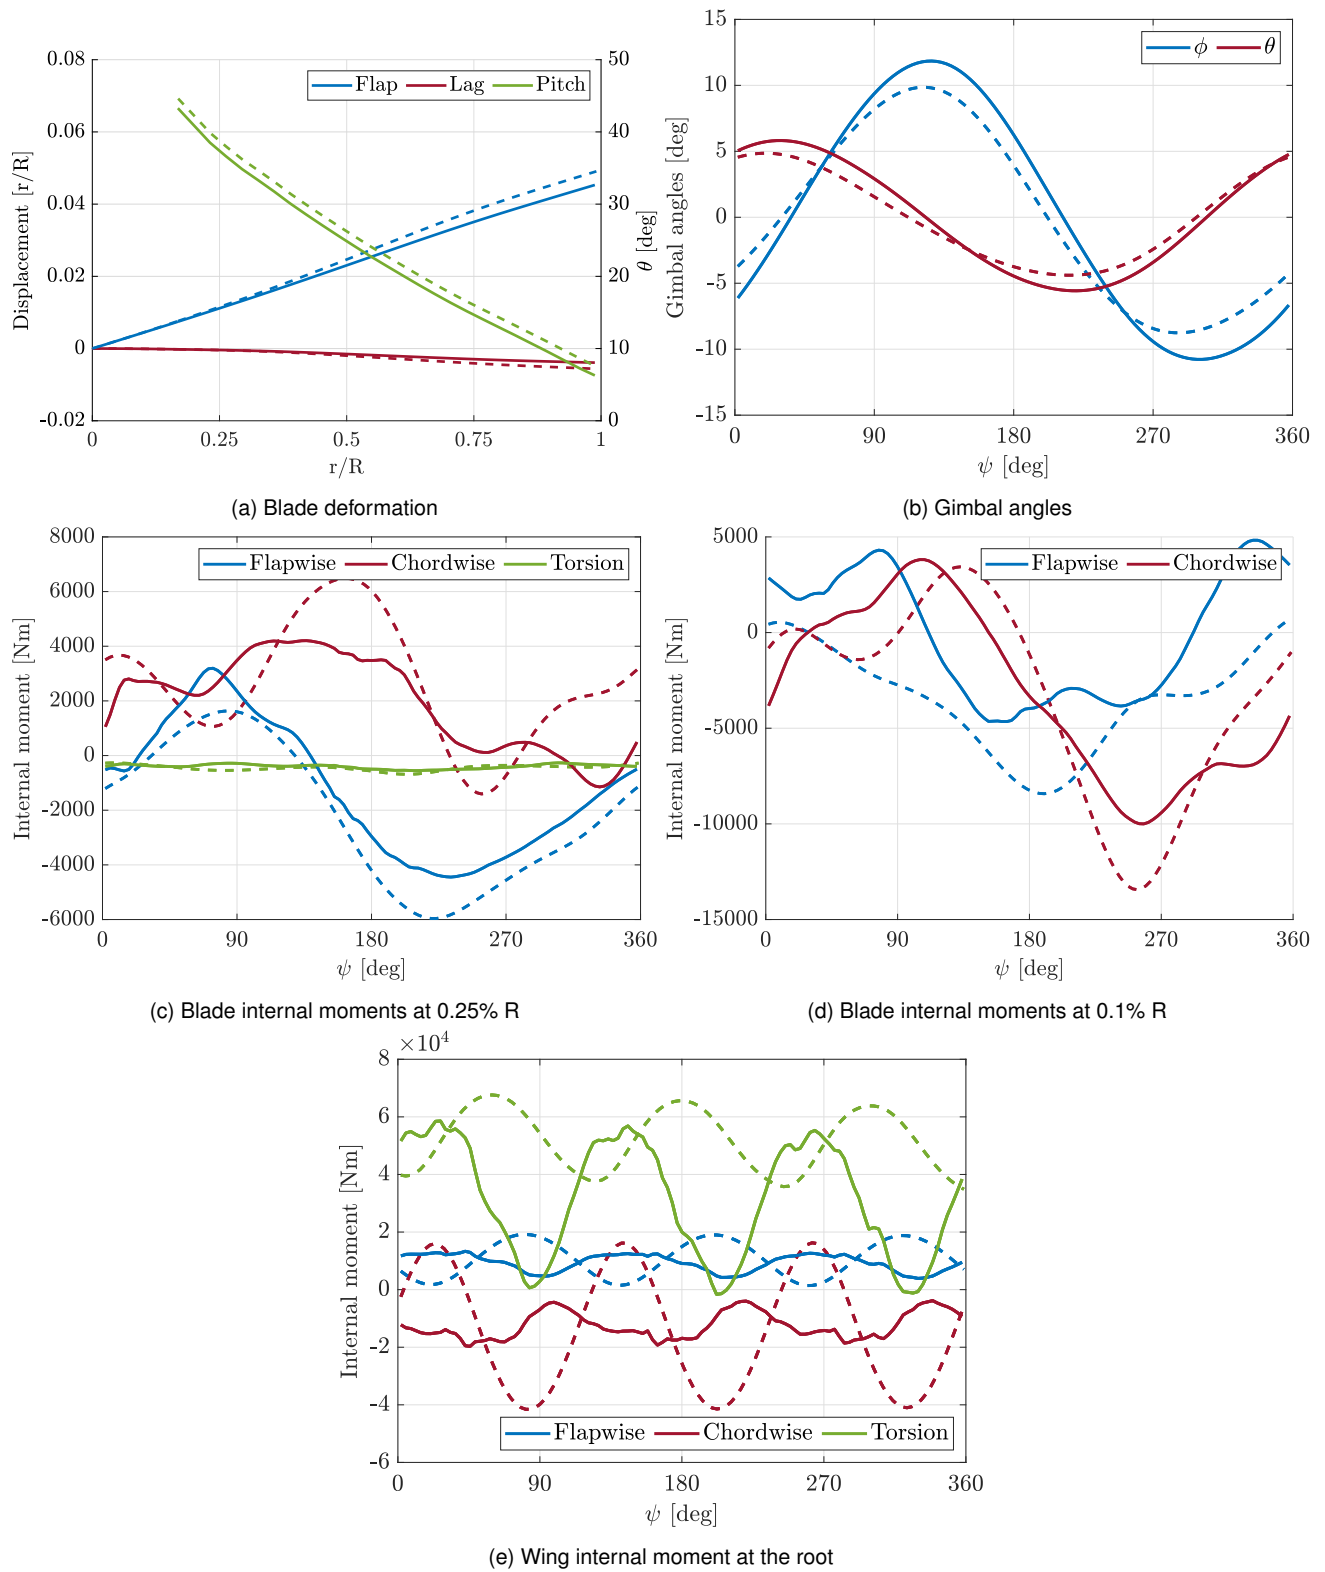 0.08
0.06
0.04
0.02
0
-0.02
Displacement [r/R]
Flap Lag Pitch
50
40
30
20
10
0
θ [deg]
0 0.25 0.5 0.75 1
r/R
(a) Blade deformation
15
10
5
0
-5
-10
-15
Gimbal angles [deg]
ϕ θ
0 90 180 270 360
ψ [deg]
(b) Gimbal angles
8000
6000
4000
2000
0
-2000
-4000
-6000
Internal moment [Nm]
Flapwise Chordwise Torsion
0 90 180 270 360
ψ [deg]
(c) Blade internal moments at 0.25% R
5000
0
-5000
-10000
-15000
Internal moment [Nm]
Flapwise Chordwise
0 90 180 270 360
ψ [deg]
(d) Blade internal moments at 0.1% R
×10⁴
8
6
4
2
0
-2
-4
-6
Internal moment [Nm]
Flapwise Chordwise Torsion
0 90 180 270 360
ψ [deg]
(e) Wing internal moment at the root